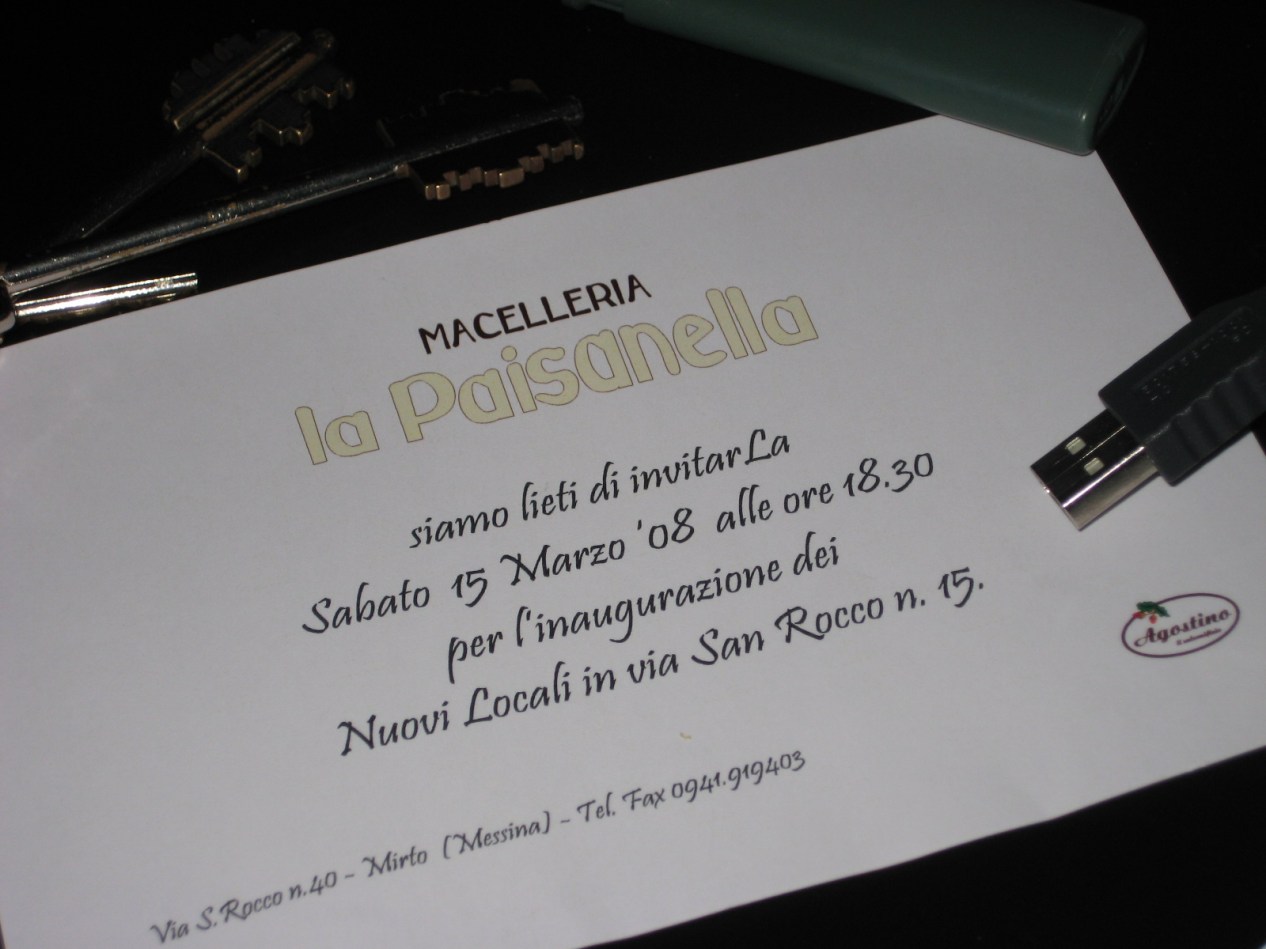 MACELLERIA
la Paisanella
siamo lieti di invitarLa
Sabato 15 Marzo '08 alle ore 18.30
per l'inaugurazione dei
Nuovi Locali in via San Rocco n. 15.
Agostino
Via S.Rocco n.40 - Mirto (Messina) - Tel. Fax 0941.919403